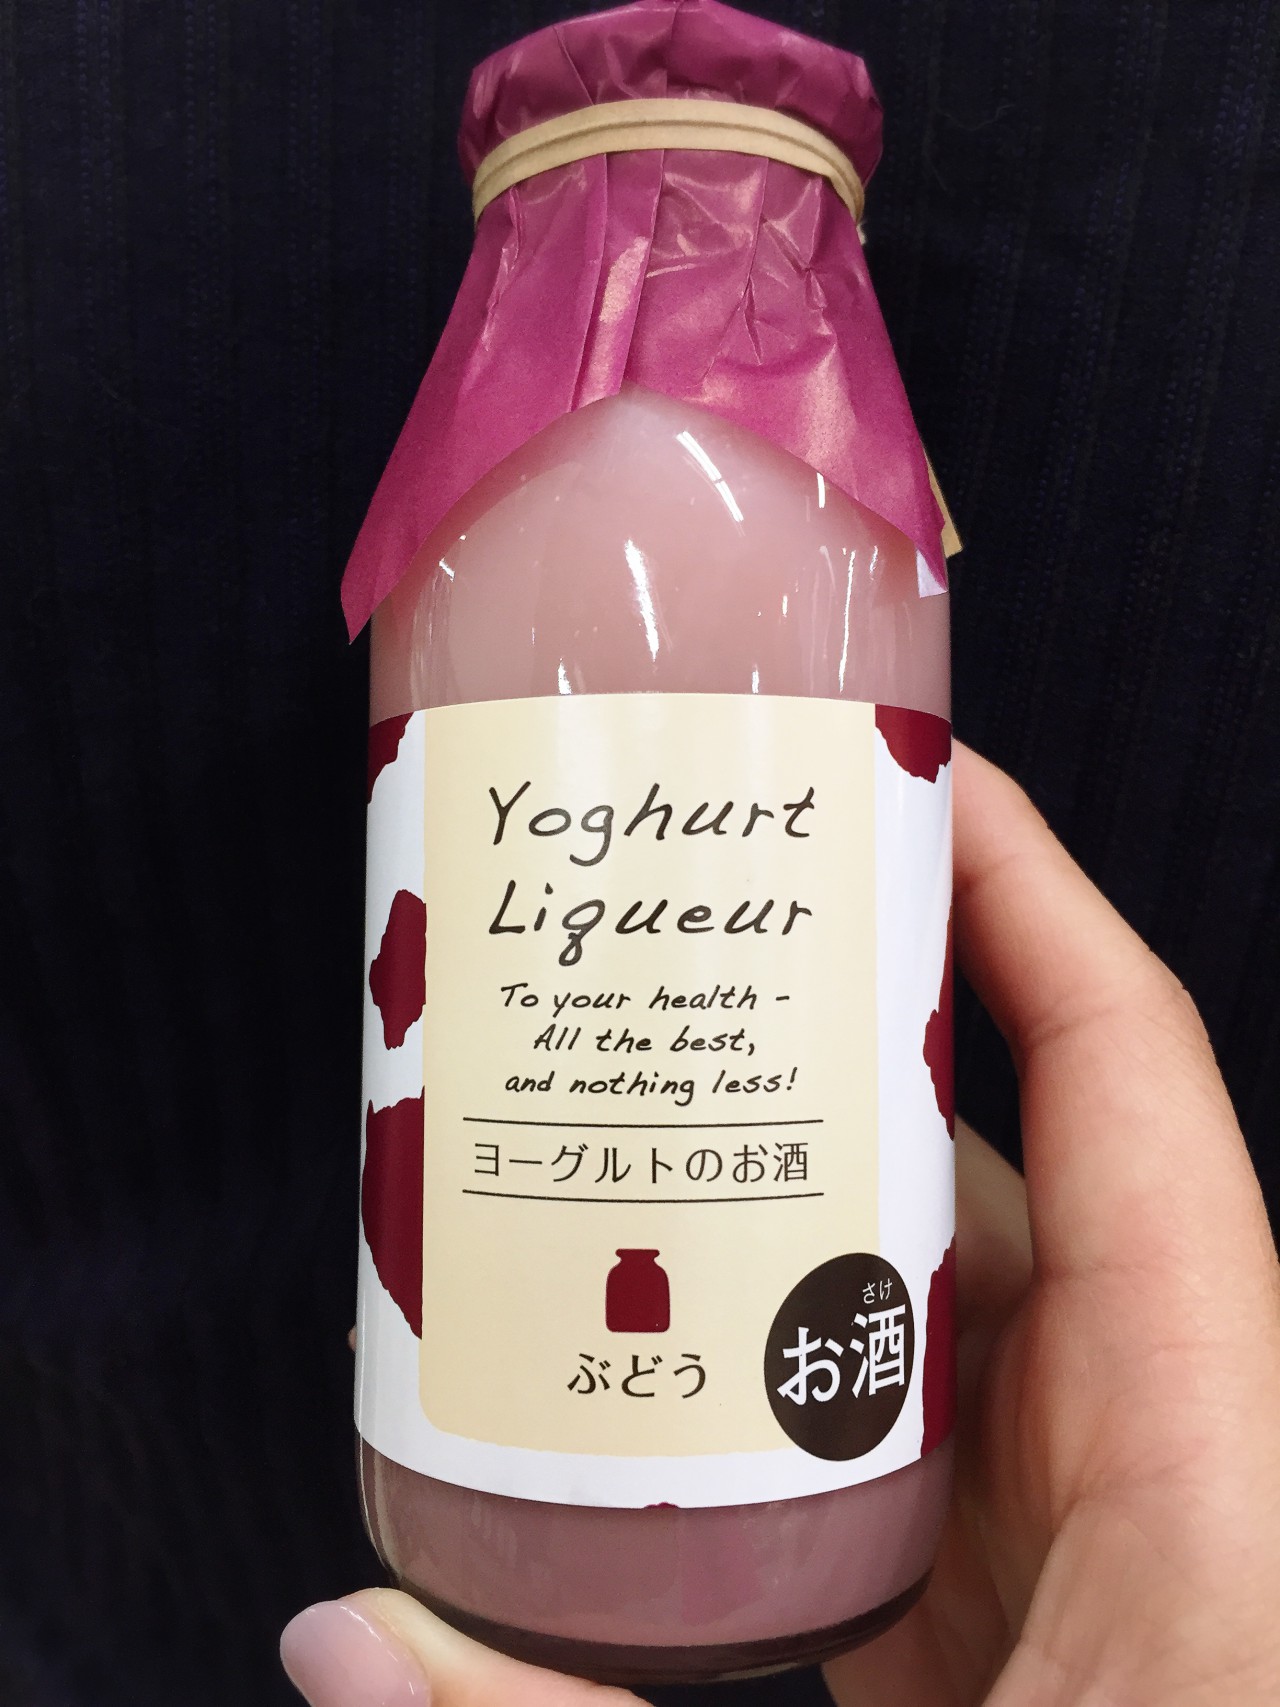 Yoghurt
Liqueur
To your health -
All the best,
and nothing less!
ヨーグルトのお酒
ぶどう
さけ
お酒